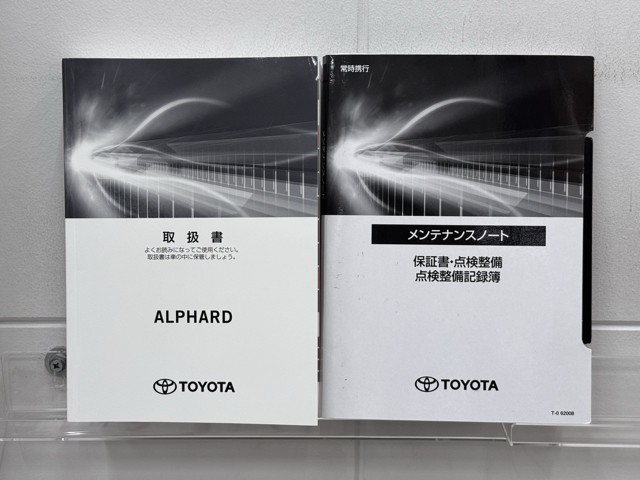 取扱書
よくお読みになってご使用ください。
取扱書は車の中に保管しましょう。
ALPHARD
TOYOTA
常時携行
メンテナンスノート
保証書・点検整備
点検整備記録簿
TOYOTA
T-0 62008